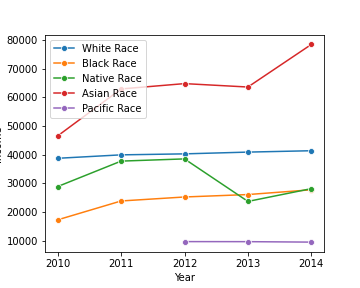 80000
70000
60000
50000
40000
30000
20000
10000
White Race
Black Race
Native Race
Asian Race
Pacific Race
2010 2011 2012 2013 2014
Year